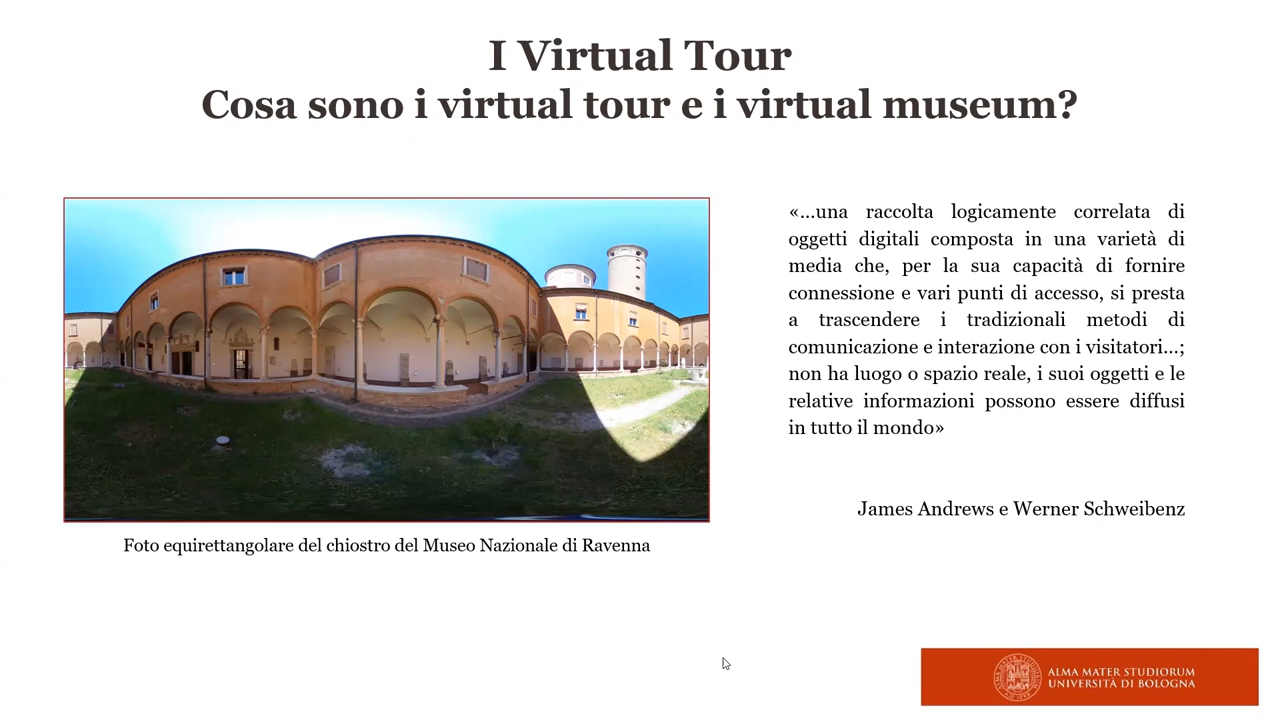 I Virtual Tour
Cosa sono i virtual tour e i virtual museum?
«...una raccolta logicamente correlata di
oggetti digitali composta in una varietà di
media che, per la sua capacità di fornire
connessione e vari punti di accesso, si presta
a trascendere i tradizionali metodi di
comunicazione e interazione con i visitatori...;
non ha luogo o spazio reale, i suoi oggetti e le
relative informazioni possono essere diffusi
in tutto il mondo»
James Andrews e Werner Schweibenz
Foto equirettangolare del chiostro del Museo Nazionale di Ravenna
ALMA MATER STUDIORUM
UNIVERSITÀ DI BOLOGNA